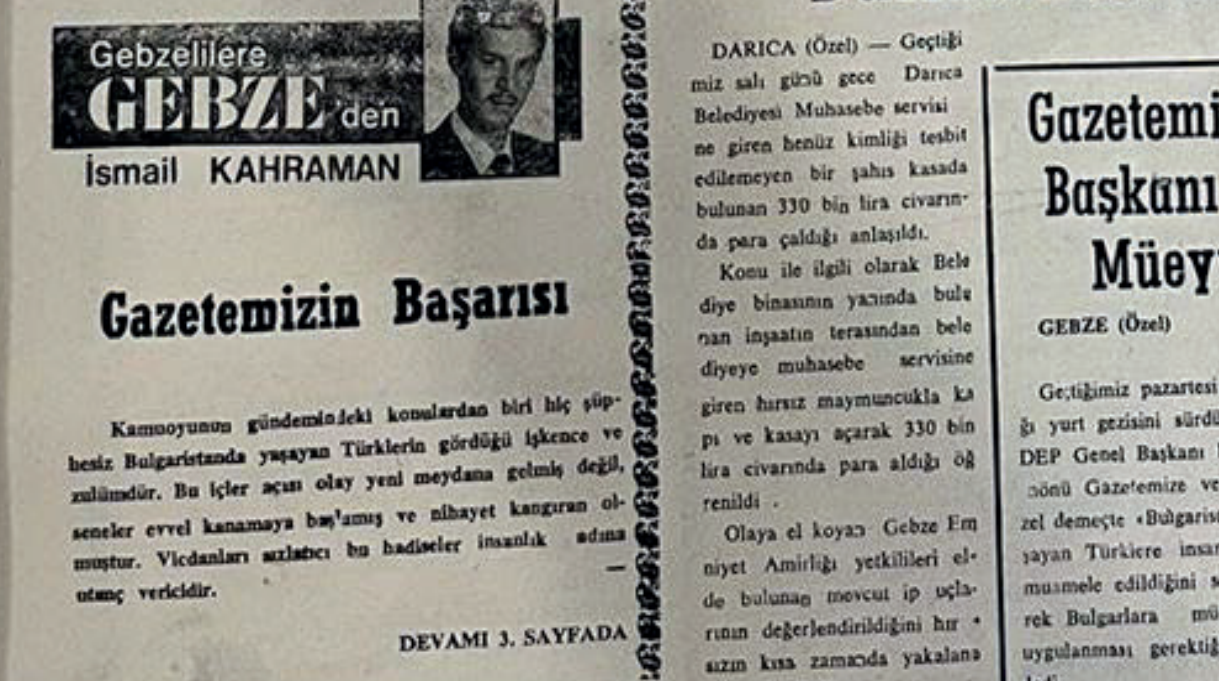 Gebzelilere
GEBZE'den
İsmail KAHRAMAN
Gazetemizin Başarısı
Kamuoyunun gündemindeki konulardan biri hiç şüp-
hesiz Bulgaristanda yaşayan Türklerin gördüğü işkence ve
zulümdür. Bu içler acısı olay yeni meydana gelmiş değil,
seneler evvel kanamaya baş'amış ve nihayet kangıran ol-
muştur. Vicdanları sızlatıcı bu hadiseler insanlık adına
utanç vericidir.
DEVAMI 3. SAYFADA
DARICA (Özel) — Geçtiği
miz salı günü gece Darıca
Belediyesi Muhasebe servisi
ne giren henüz kimliği tesbit
edilemeyen bir şahıs kasada
bulunan 330 bin lira civarın-
da para çaldığı anlaşıldı.
Konu ile ilgili olarak Bele
diye binasının yanında bulu
nan inşaatın terasından bele
diyeye muhasebe servisine
giren hırsız maymuncukla ka
pı ve kasayı açarak 330 bin
lira civarında para aldığı öğ
renildi .
Olaya el koyan Gebze Em
niyet Amirliği yetkilileri el-
de bulunan mevcut ip uçla-
rının değerlendirildiğini hır
sızın kısa zamanda yakalana
Gazetemi
Başkanı
Müey
GEBZE (Özel)
Geçtiğimiz pazartesi
ğı yurt gezisini sürdü
DEP Genel Başkanı
nönü Gazetemize ve
zel demeçte «Bulgaris
şayan Türklere insan
muamele edildiğini s
rek Bulgarlara mü
uygulanması gerektiğ